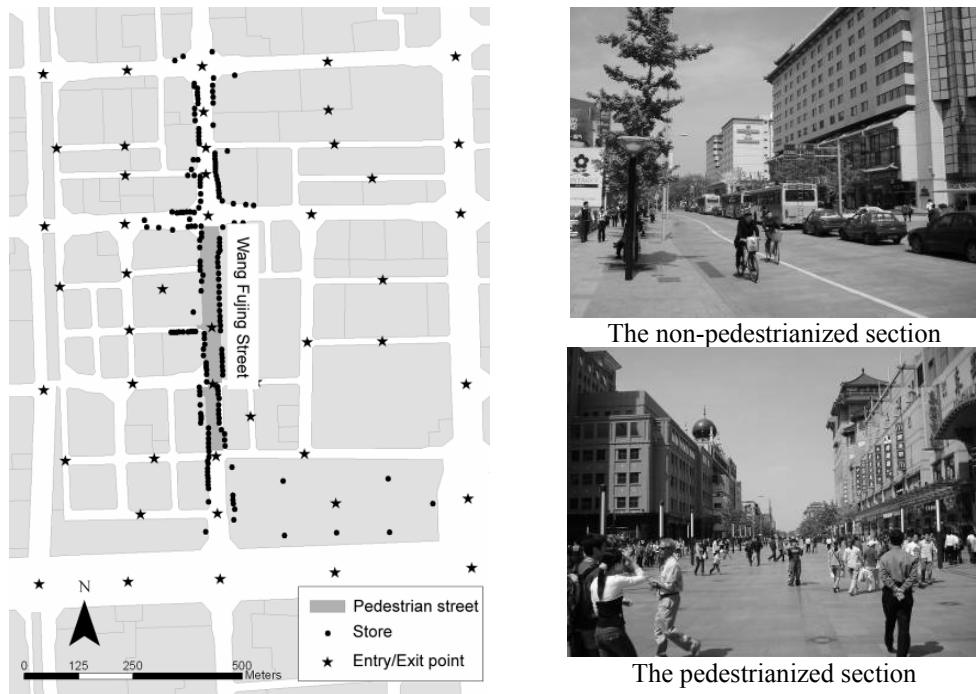 Wang Fujing Street
N
0 125 250 500
Meters
Pedestrian street
Store
Entry/Exit point
The non-pedestrianized section
The pedestrianized section